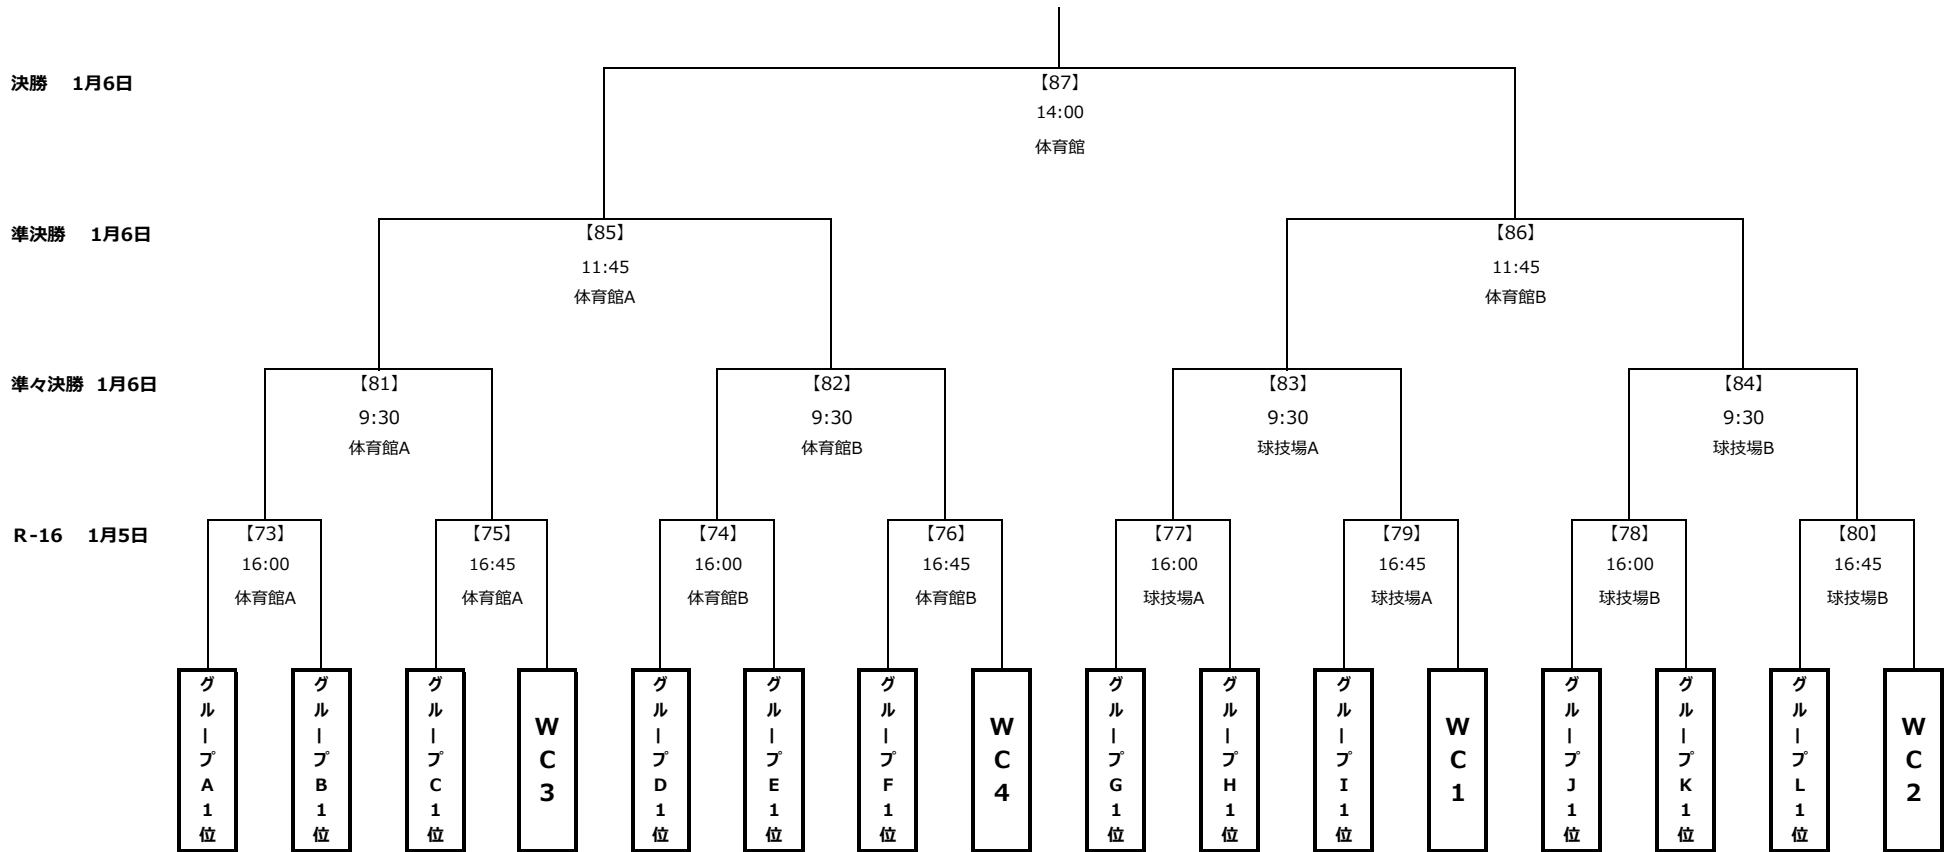 決勝 1月6日
【87】
14:00
体育館
準決勝 1月6日
【85】
11:45
体育館A
【86】
11:45
体育館B
準々決勝 1月6日
【81】
9:30
体育館A
【82】
9:30
体育館B
【83】
9:30
球技場A
【84】
9:30
球技場B
R-16 1月5日
【73】
16:00
体育館A
【75】
16:45
体育館A
【74】
16:00
体育館B
【76】
16:45
体育館B
【77】
16:00
球技場A
【79】
16:45
球技場A
【78】
16:00
球技場B
【80】
16:45
球技場B
グループA1位
グループB1位
グループC1位
WC3
グループD1位
グループE1位
グループF1位
WC4
グループG1位
グループH1位
グループI1位
WC1
グループJ1位
グループK1位
グループL1位
WC2